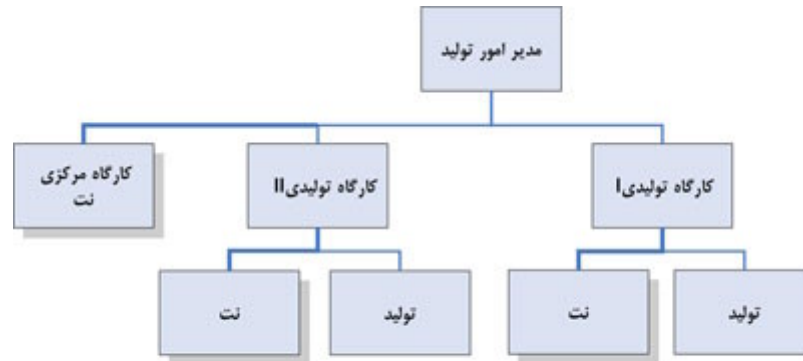 مدیر امور تولید
کارگاه تولیدیI
کارگاه تولیدیII
کارگاه مرکزی
نت
تولید
نت
تولید
نت